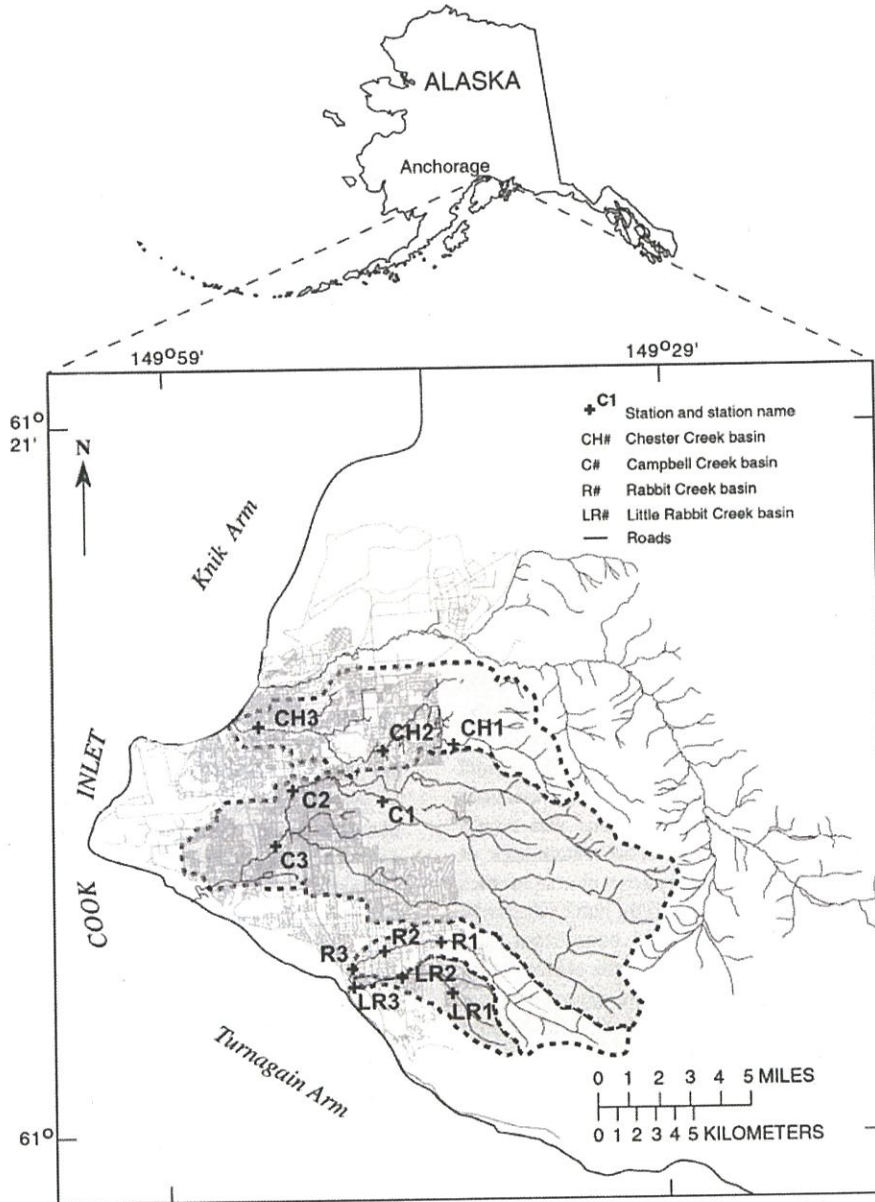 ALASKA
Anchorage
149° 59'
149° 29'
61° 21'
N
C1 Station and station name
CH# Chester Creek basin
C# Campbell Creek basin
R# Rabbit Creek basin
LR# Little Rabbit Creek basin
Roads
Knik Arm
CH3
CH2
CH1
COOK INLET
C2
C1
C3
R2
R1
R3
LR2
LR3
LR1
Turnagain Arm
0 1 2 3 4 5 MILES
0 1 2 3 4 5 KILOMETERS
61°